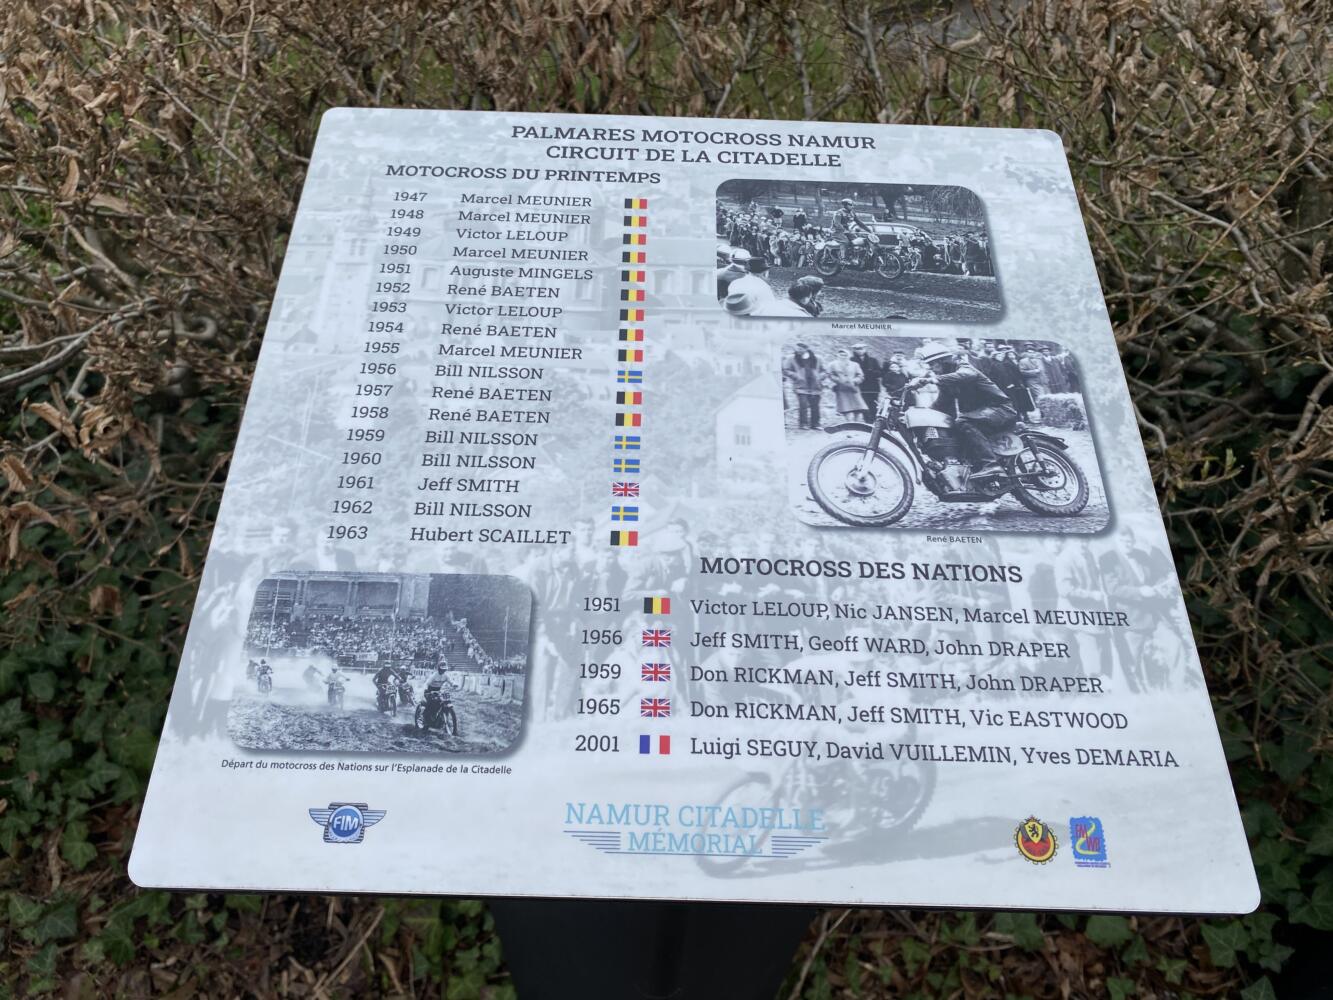 PALMARES MOTOCROSS NAMUR
CIRCUIT DE LA CITADELLE
MOTOCROSS DU PRINTEMPS
1947 Marcel MEUNIER
1948 Marcel MEUNIER
1949 Victor LELOUP
1950 Marcel MEUNIER
1951 Auguste MINGELS
1952 René BAETEN
1953 Victor LELOUP
1954 René BAETEN
1955 Marcel MEUNIER
1956 Bill NILSSON
1957 René BAETEN
1958 René BAETEN
1959 Bill NILSSON
1960 Bill NILSSON
1961 Jeff SMITH
1962 Bill NILSSON
1963 Hubert SCAILLET
Marcel MEUNIER
René BAETEN
MOTOCROSS DES NATIONS
1951 Victor LELOUP, Nic JANSEN, Marcel MEUNIER
1956 Jeff SMITH, Geoff WARD, John DRAPER
1959 Don RICKMAN, Jeff SMITH, John DRAPER
1965 Don RICKMAN, Jeff SMITH, Vic EASTWOOD
2001 Luigi SEGUY, David VUILLEMIN, Yves DEMARIA
Départ du motocross des Nations sur l'Esplanade de la Citadelle
FIM
NAMUR CITADELLE
MÉMORIAL